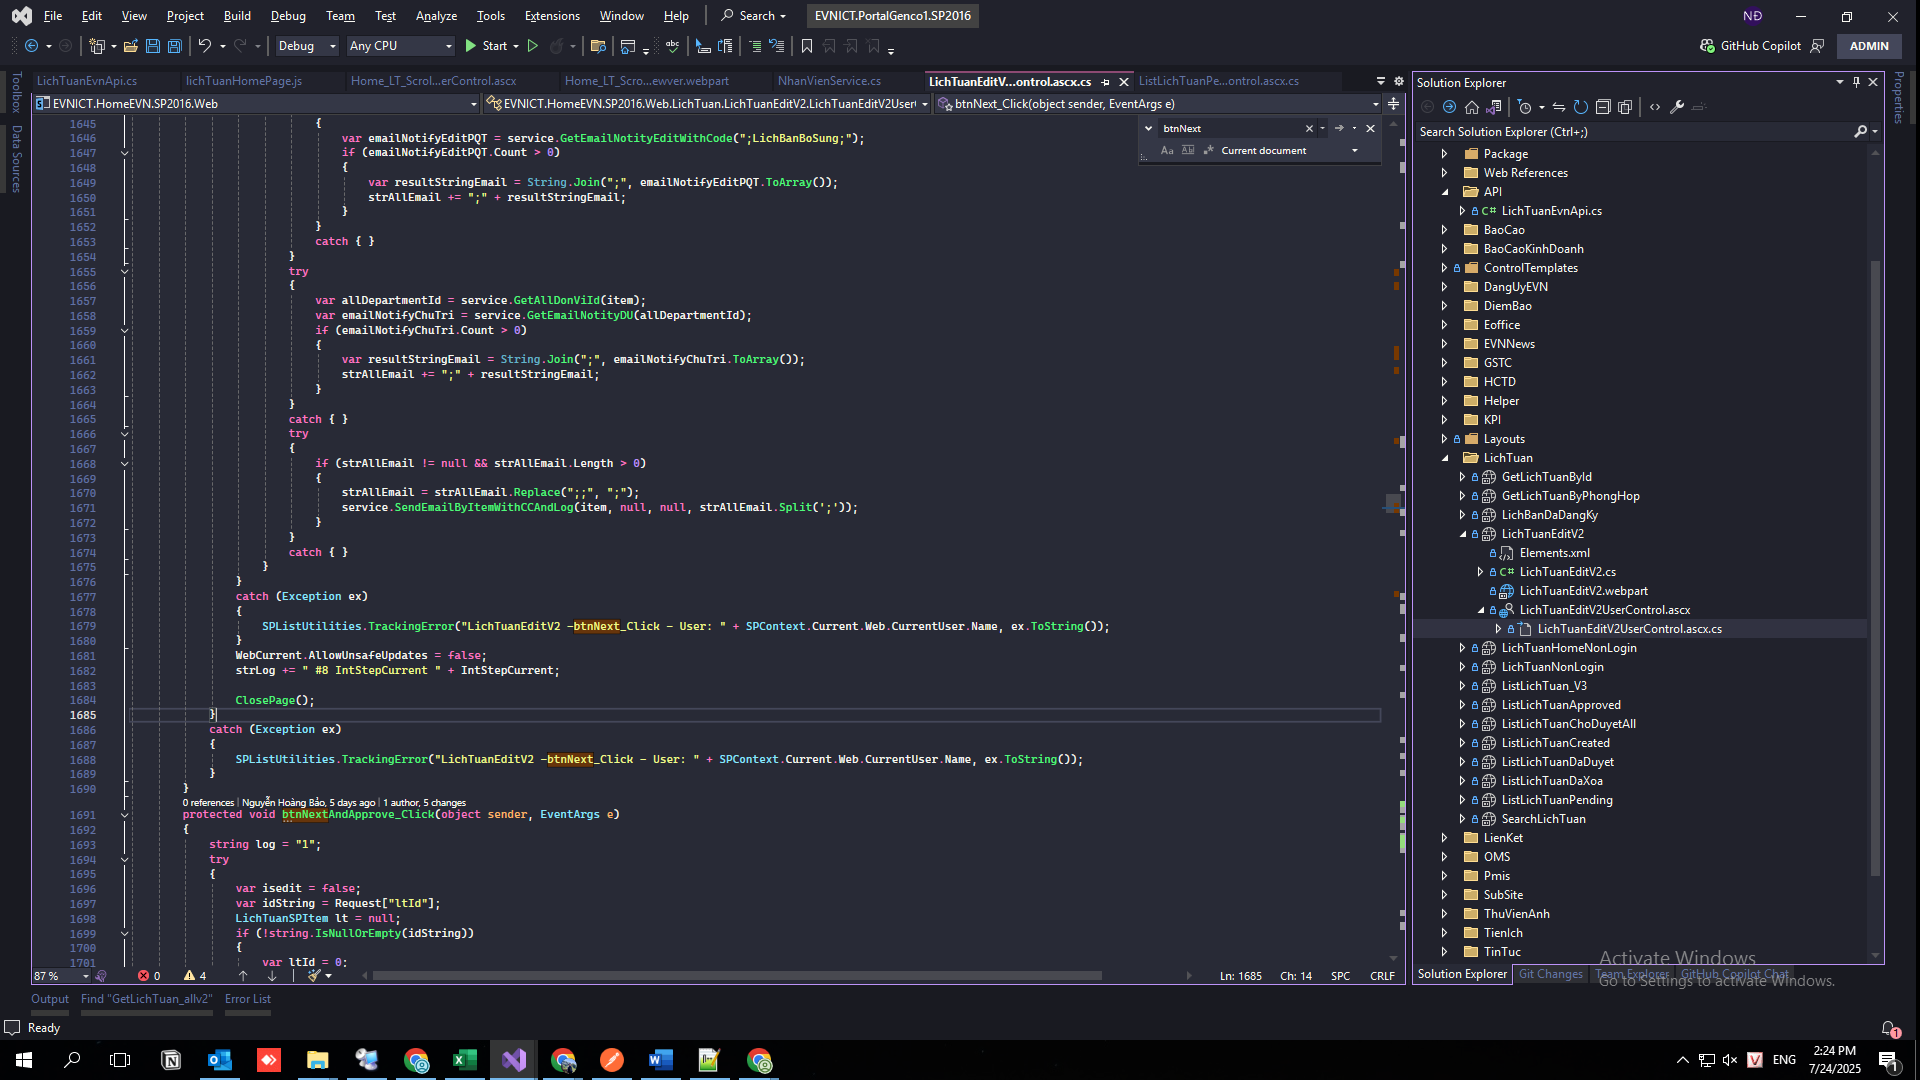 File Edit View Project Build Debug Team Test Analyze Tools Extensions Window Help Search EVNICT.PortalGenco1.SP2016 NĐ
Debug Any CPU Start GitHub Copilot ADMIN
LichTuanEvnApi.cs lichTuanHomePage.js Home_LT_Scrol...erControl.ascx Home_LT_Scro...ewver.webpart NhanVienService.cs LichTuanEditV...ontrol.ascx.cs ListLichTuanPe...ontrol.ascx.cs
EVNICT.HomeEVN.SP2016.Web EVNICT.HomeEVN.SP2016.Web.LichTuan.LichTuanEditV2.LichTuanEditV2UserC btnNext_Click(object sender, EventArgs e)
Toolbox
Data Sources
btnNext
Current document
1645 {
1646 var emailNotifyEditPQT = service.GetEmailNotityEditWithCode(";LichBanBoSung;");
1647 if (emailNotifyEditPQT.Count > 0)
1648 {
1649 var resultStringEmail = String.Join(";", emailNotifyEditPQT.ToArray());
1650 strAllEmail += ";" + resultStringEmail;
1651 }
1652 }
1653 catch { }
1654 }
1655 try
1656 {
1657 var allDepartmentId = service.GetAllDonViId(item);
1658 var emailNotifyChuTri = service.GetEmailNotityDU(allDepartmentId);
1659 if (emailNotifyChuTri.Count > 0)
1660 {
1661 var resultStringEmail = String.Join(";", emailNotifyChuTri.ToArray());
1662 strAllEmail += ";" + resultStringEmail;
1663 }
1664 }
1665 catch { }
1666 try
1667 {
1668 if (strAllEmail != null && strAllEmail.Length > 0)
1669 {
1670 strAllEmail = strAllEmail.Replace(";;", ";");
1671 service.SendEmailByItemWithCCAndLog(item, null, null, strAllEmail.Split(';'));
1672 }
1673 }
1674 catch { }
1675 }
1676 }
1677 catch (Exception ex)
1678 {
1679 SPListUtilities.TrackingError("LichTuanEditV2 -btnNext_Click - User: " + SPContext.Current.Web.CurrentUser.Name, ex.ToString());
1680 }
1681 WebCurrent.AllowUnsafeUpdates = false;
1682 strLog += " #8 IntStepCurrent " + IntStepCurrent;
1683
1684 ClosePage();
1685 }
1686 catch (Exception ex)
1687 {
1688 SPListUtilities.TrackingError("LichTuanEditV2 -btnNext_Click - User: " + SPContext.Current.Web.CurrentUser.Name, ex.ToString());
1689 }
1690 }
0 references | Nguyễn Hoàng Bảo, 5 days ago | 1 author, 5 changes
1691 protected void btnNextAndApprove_Click(object sender, EventArgs e)
1692 {
1693 string log = "1";
1694 try
1695 {
1696 var isedit = false;
1697 var idString = Request["ltId"];
1698 LichTuanSPItem lt = null;
1699 if (!string.IsNullOrEmpty(idString))
1700 {
1701 var ltId = 0;
87 % 0 4 Ln: 1685 Ch: 14 SPC CRLF
Output Find "GetLichTuan_allv2" Error List
Ready
Solution Explorer
Search Solution Explorer (Ctrl+;)
Package
Web References
API
C# LichTuanEvnApi.cs
BaoCao
BaoCaoKinhDoanh
ControlTemplates
DangUyEVN
DiemBao
Eoffice
EVNNews
GSTC
HCTD
Helper
KPI
Layouts
LichTuan
GetLichTuanById
GetLichTuanByPhongHop
LichBanDaDangKy
LichTuanEditV2
Elements.xml
C# LichTuanEditV2.cs
LichTuanEditV2.webpart
LichTuanEditV2UserControl.ascx
LichTuanEditV2UserControl.ascx.cs
LichTuanHomeNonLogin
LichTuanNonLogin
ListLichTuan_V3
ListLichTuanApproved
ListLichTuanChoDuyetAll
ListLichTuanCreated
ListLichTuanDaDuyet
ListLichTuanDaXoa
ListLichTuanPending
SearchLichTuan
LienKet
OMS
Pmis
SubSite
ThuVienAnh
TienIch
TinTuc
Solution Explorer Git Changes Team Explorer GitHub Copilot Chat
Properties
Activate Windows
Go to Settings to activate Windows.
ENG
2:24 PM
7/24/2025